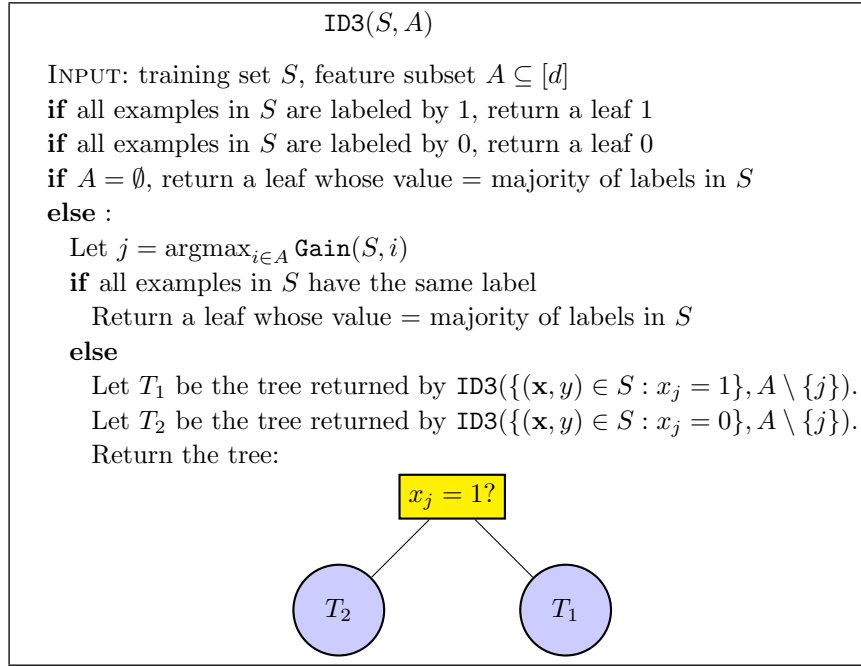 ID3(S, A)
INPUT: training set S, feature subset A ⊆ [d]
if all examples in S are labeled by 1, return a leaf 1
if all examples in S are labeled by 0, return a leaf 0
if A = ∅, return a leaf whose value = majority of labels in S
else :
Let j = argmax_{i∈A} Gain(S, i)
if all examples in S have the same label
Return a leaf whose value = majority of labels in S
else
Let T₁ be the tree returned by ID3({(x, y) ∈ S : x_j = 1}, A \ {j}).
Let T₂ be the tree returned by ID3({(x, y) ∈ S : x_j = 0}, A \ {j}).
Return the tree:
x_j = 1?
T₂ T₁